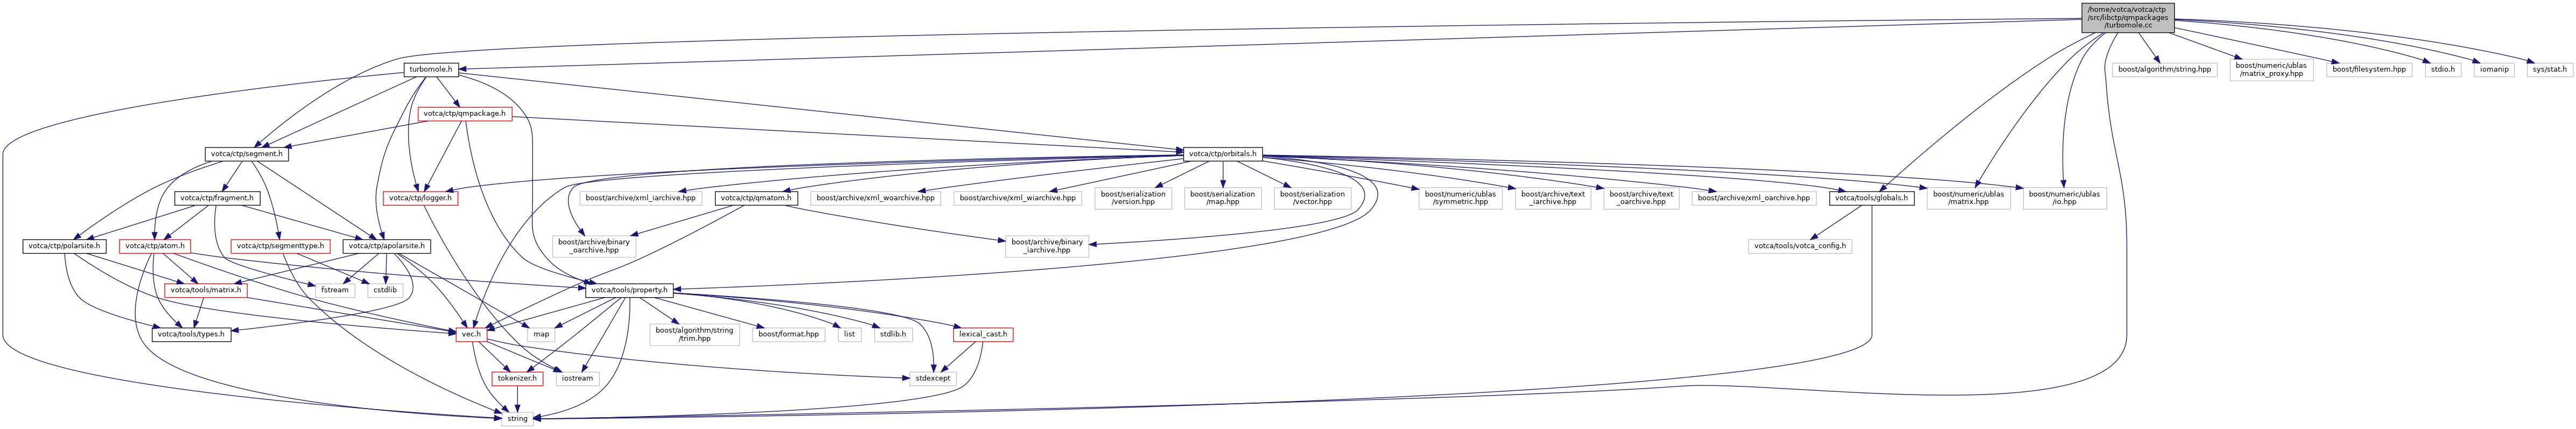 /home/votca/votca/ctp
/src/libctp/qmpackages
/turbomole.cc
turbomole.h
boost/algorithm/string.hpp
boost/numeric/ublas
/matrix_proxy.hpp
boost/filesystem.hpp
stdio.h
iomanip
sys/stat.h
votca/ctp/qmpackage.h
votca/ctp/segment.h
votca/ctp/orbitals.h
votca/ctp/fragment.h
votca/ctp/logger.h
boost/archive/xml_iarchive.hpp
votca/ctp/qmatom.h
boost/archive/xml_woarchive.hpp
boost/archive/xml_wiarchive.hpp
boost/serialization
/version.hpp
boost/serialization
/map.hpp
boost/serialization
/vector.hpp
boost/numeric/ublas
/symmetric.hpp
boost/archive/text
_iarchive.hpp
boost/archive/text
_oarchive.hpp
boost/archive/xml_oarchive.hpp
votca/tools/globals.h
boost/numeric/ublas
/matrix.hpp
boost/numeric/ublas
/io.hpp
votca/ctp/polarsite.h
votca/ctp/atom.h
votca/ctp/segmenttype.h
votca/ctp/apolarsite.h
boost/archive/binary
_oarchive.hpp
boost/archive/binary
_iarchive.hpp
votca/tools/votca_config.h
votca/tools/matrix.h
fstream
cstdlib
votca/tools/property.h
votca/tools/types.h
vec.h
map
boost/algorithm/string
/trim.hpp
boost/format.hpp
list
stdlib.h
lexical_cast.h
tokenizer.h
iostream
stdexcept
string